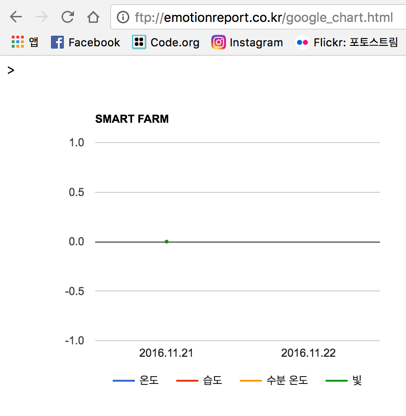 ftp://emotionreport.co.kr/google_chart.html
앱 Facebook Code.org Instagram Flickr: 포토스트림
>
SMART FARM
1.0
0.5
0.0
-0.5
-1.0
2016.11.21 2016.11.22
온도 습도 수분 온도 빛